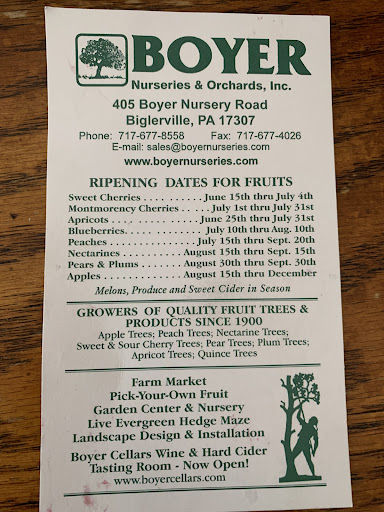 BOYER
Nurseries & Orchards, Inc.
405 Boyer Nursery Road
Biglerville, PA 17307
Phone: 717-677-8558 Fax: 717-677-4026
E-mail: sales@boyernurseries.com
www.boyernurseries.com
RIPENING DATES FOR FRUITS
Sweet Cherries . . . . . . . . . . June 15th thru July 4th
Montmorency Cherries . . . . . July 1st thru July 31st
Apricots . . . . . . . . . . . . . . June 25th thru July 31st
Blueberries. . . . . . . . . . . . . July 10th thru Aug. 10th
Peaches . . . . . . . . . . . . . . July 15th thru Sept. 20th
Nectarines . . . . . . . . . . . August 15th thru Sept. 15th
Pears & Plums . . . . . . . . August 30th thru Sept. 30th
Apples . . . . . . . . . . . . . . August 15th thru December
Melons, Produce and Sweet Cider in Season
GROWERS OF QUALITY FRUIT TREES &
PRODUCTS SINCE 1900
Apple Trees; Peach Trees; Nectarine Trees;
Sweet & Sour Cherry Trees; Pear Trees; Plum Trees;
Apricot Trees; Quince Trees
Farm Market
Pick-Your-Own Fruit
Garden Center & Nursery
Live Evergreen Hedge Maze
Landscape Design & Installation
Boyer Cellars Wine & Hard Cider
Tasting Room - Now Open!
www.boyercellars.com